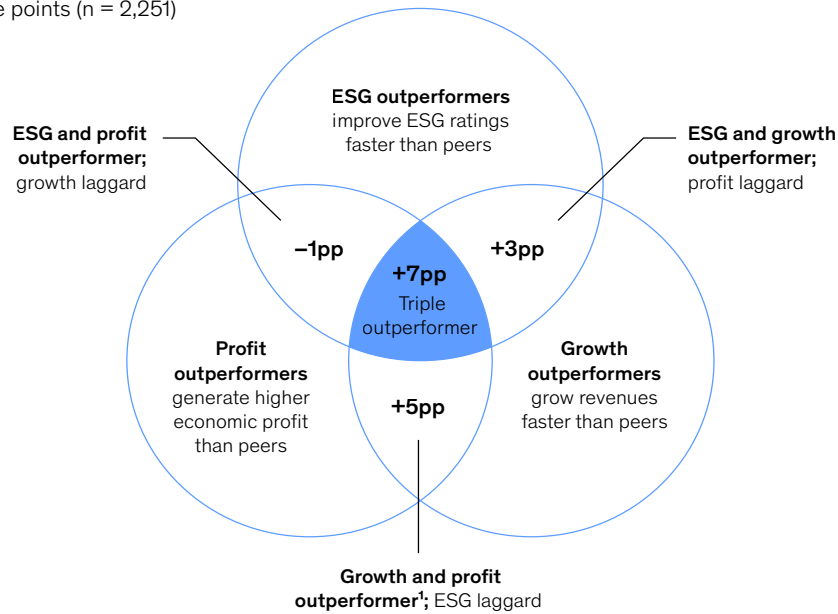 points (n = 2,251)
ESG outperformers
improve ESG ratings
faster than peers
ESG and profit
outperformer;
growth laggard
ESG and growth
outperformer;
profit laggard
–1pp
+3pp
+7pp
Triple
outperformer
Profit
outperformers
generate higher
economic profit
than peers
Growth
outperformers
grow revenues
faster than peers
+5pp
Growth and profit
outperformer¹; ESG laggard